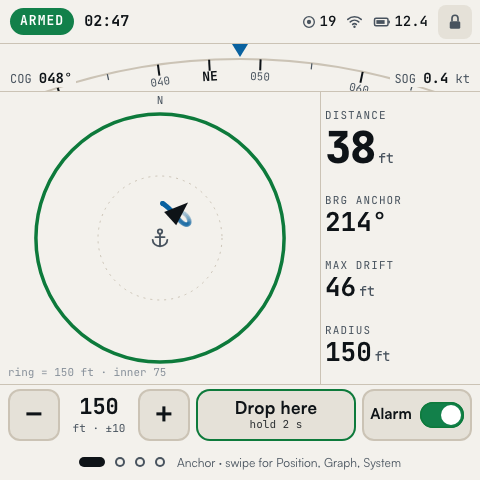 ARMED 02:47 19 12.4
COG 048° 040 NE 050 060 SOG 0.4 kt
N
DISTANCE
38 ft
BRG ANCHOR
214°
MAX DRIFT
46 ft
RADIUS
150 ft
ring = 150 ft · inner 75
− 150 + Drop here Alarm
ft · ±10 hold 2 s
Anchor · swipe for Position, Graph, System